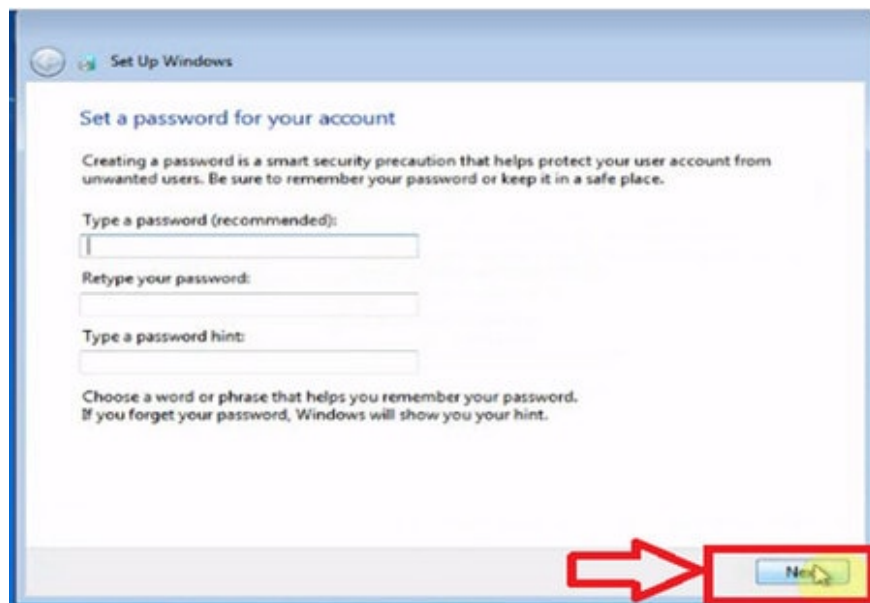 Set Up Windows
Set a password for your account
Creating a password is a smart security precaution that helps protect your user account from
unwanted users. Be sure to remember your password or keep it in a safe place.
Type a password (recommended):
Retype your password:
Type a password hint:
Choose a word or phrase that helps you remember your password.
If you forget your password, Windows will show you your hint.
Next